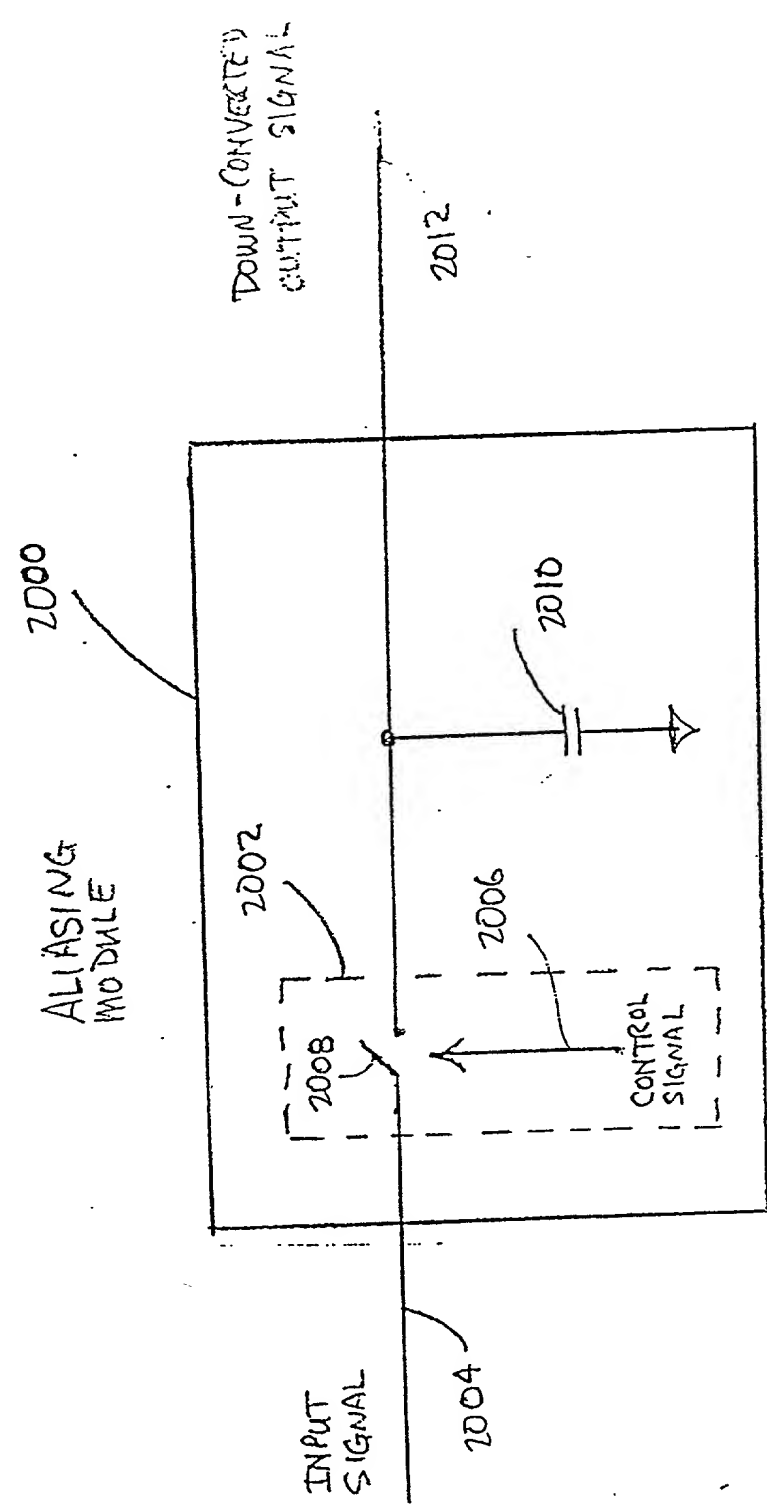 ALIASING
MODULE
2000
INPUT
SIGNAL
2004
2002
2008
2006
CONTROL
SIGNAL
2010
DOWN-CONVERTED
OUTPUT SIGNAL
2012